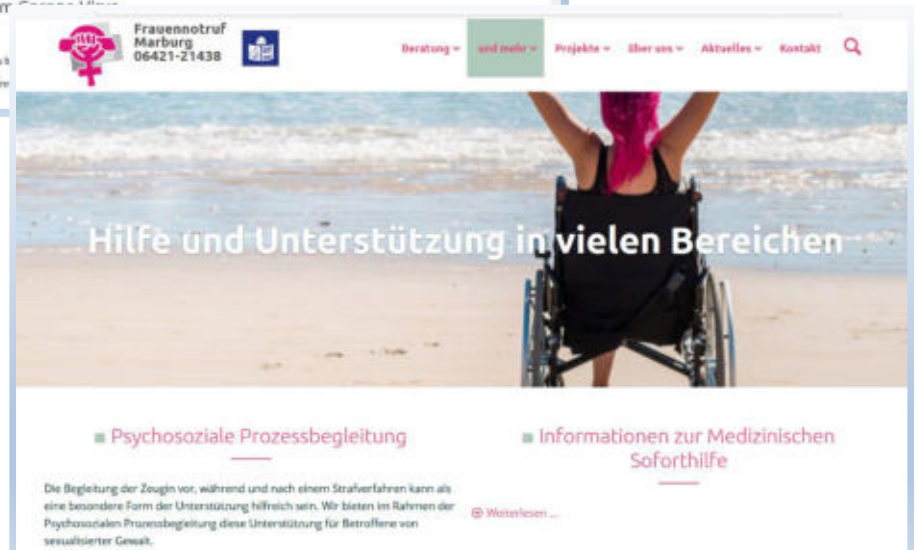 Frauennotruf
Marburg
06421-21438
Beratung und mehr Projekte Über uns Aktuelles Kontakt
Hilfe und Unterstützung in vielen Bereichen
Psychosoziale Prozessbegleitung
Die Begleitung der Zeugin vor, während und nach einem Strafverfahren kann als
eine besondere Form der Unterstützung hilfreich sein. Wir bieten im Rahmen der
Psychosozialen Prozessbegleitung diese Unterstützung für Betroffene von
sexualisierter Gewalt.
Informationen zur Medizinischen
Soforthilfe
Weiterlesen ...